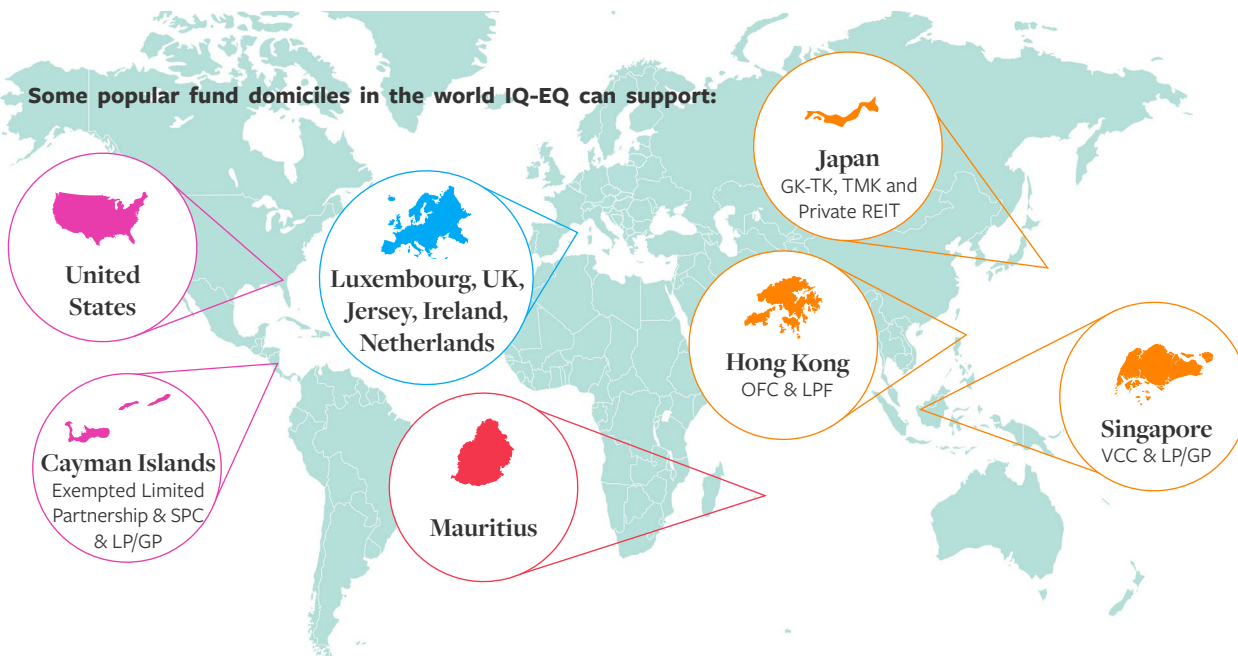 Some popular fund domiciles in the world IQ-EQ can support:
United
States
Luxembourg, UK,
Jersey, Ireland,
Netherlands
Japan
GK-TK, TMK and
Private REIT
Hong Kong
OFC & LPF
Singapore
VCC & LP/GP
Cayman Islands
Exempted Limited
Partnership & SPC
& LP/GP
Mauritius